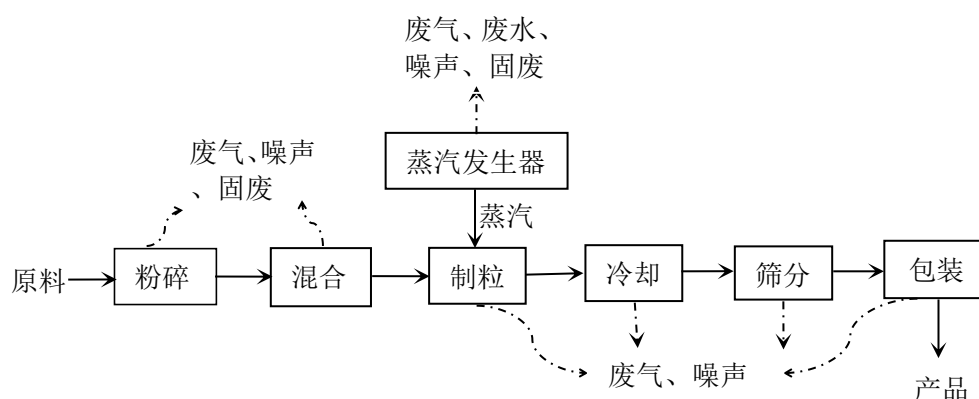 废气、废水、
噪声、固废
蒸汽发生器
废气、噪声
、固废
蒸汽
原料
粉碎
混合
制粒
冷却
筛分
包装
废气、噪声
产品